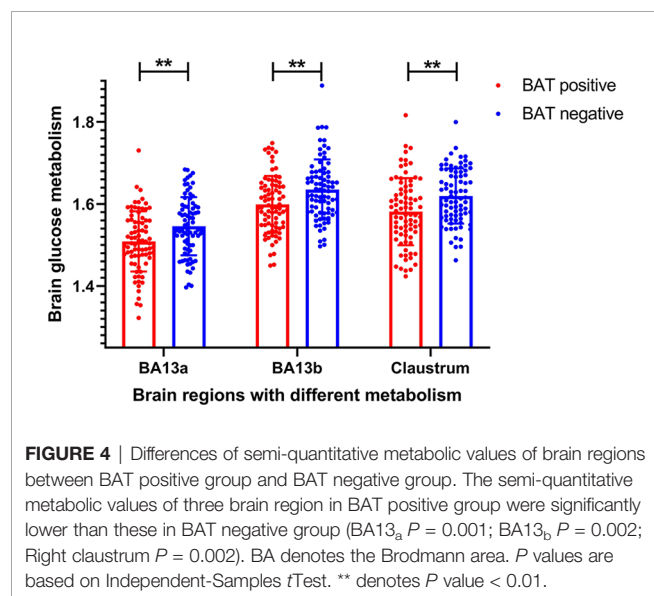 ** ** **
BAT positive
BAT negative
Brain glucose metabolism
1.8
1.6
1.4
BA13a BA13b Claustrum
Brain regions with different metabolism
FIGURE 4 | Differences of semi-quantitative metabolic values of brain regions
between BAT positive group and BAT negative group. The semi-quantitative
metabolic values of three brain region in BAT positive group were significantly
lower than these in BAT negative group (BA13a P = 0.001; BA13b P = 0.002;
Right claustrum P = 0.002). BA denotes the Brodmann area. P values are
based on Independent-Samples tTest. ** denotes P value < 0.01.